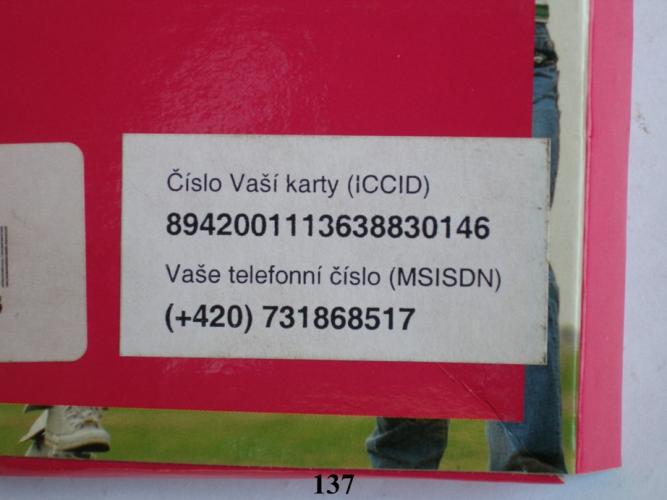 Číslo Vaší karty (ICCID)
8942001113638830146
Vaše telefonní číslo (MSISDN)
(+420) 731868517
137